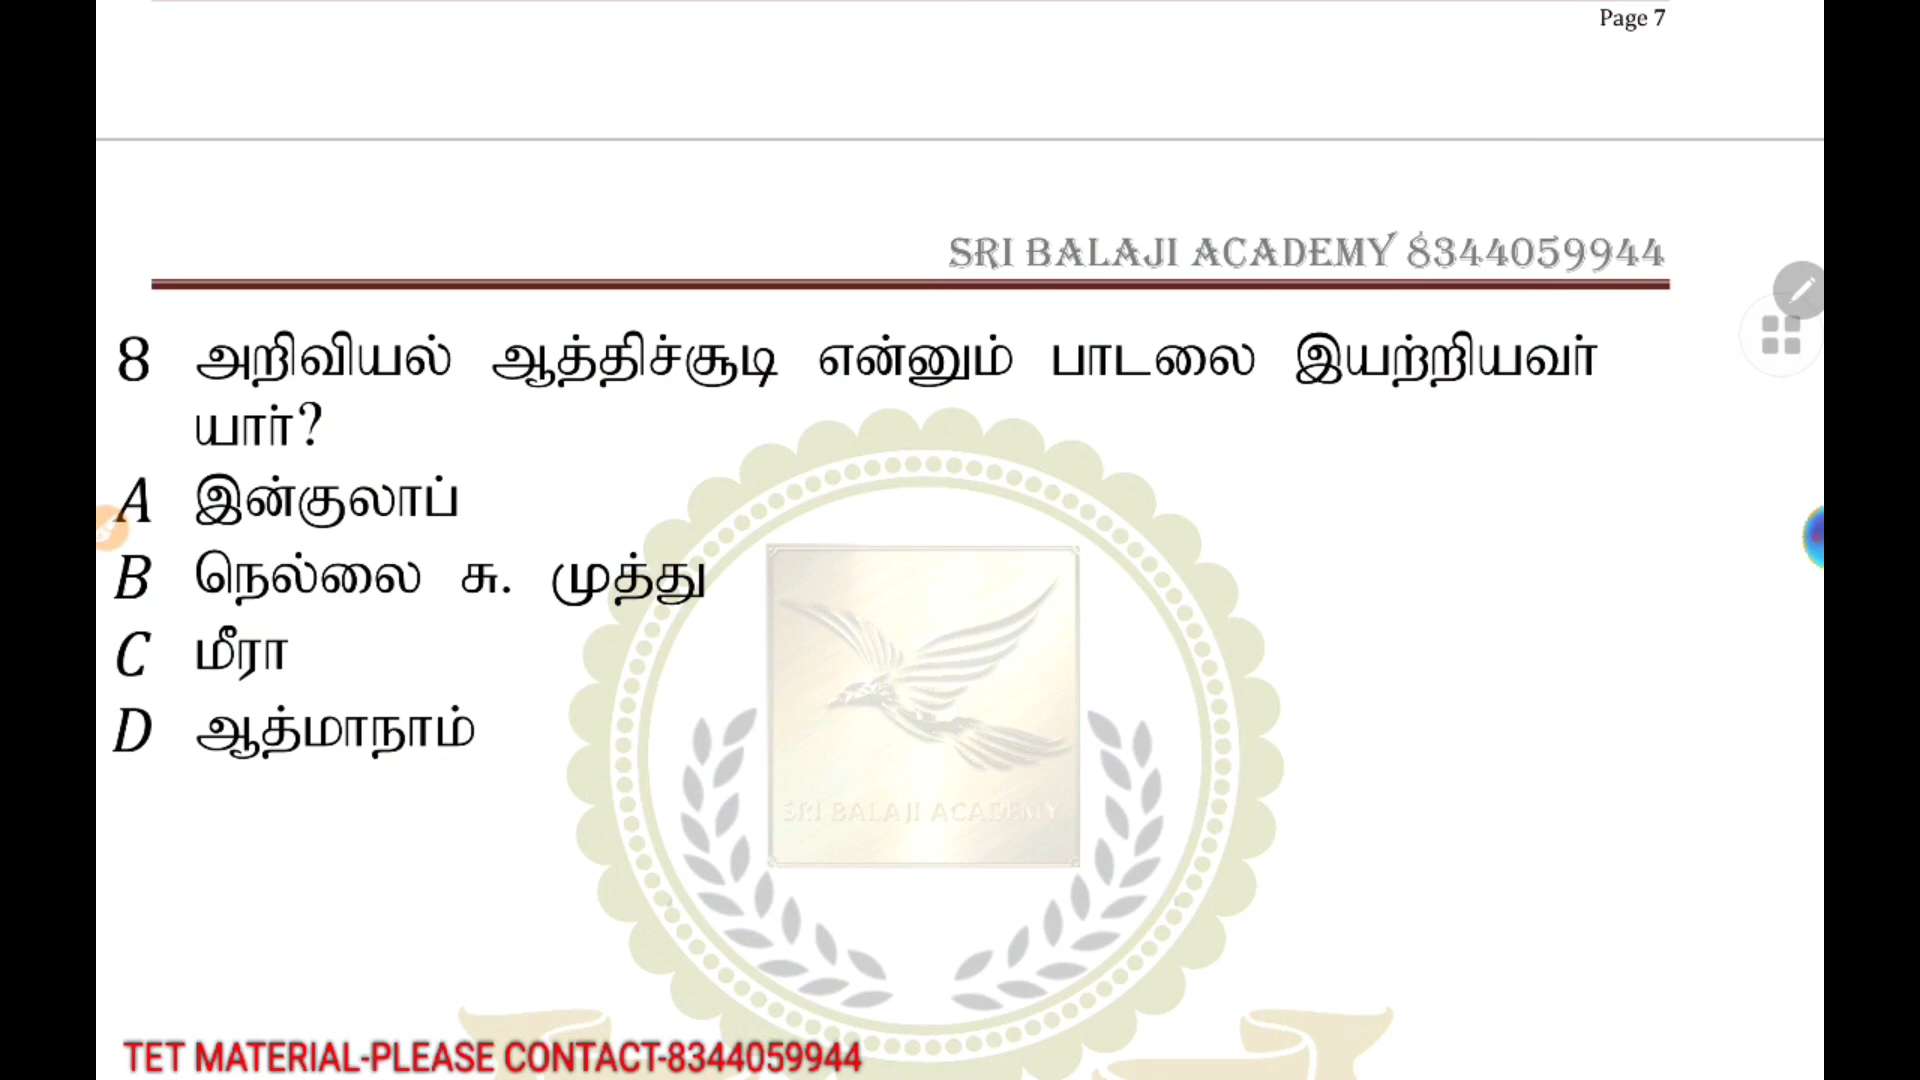 Page 7
SRI BALAJI ACADEMY 8344059944
8 அறிவியல் ஆத்திச்சூடி என்னும் பாடலை இயற்றியவர்
யார்?
A இன்குலாப்
B நெல்லை சு. முத்து
C மீரா
D ஆத்மாநாம்
SRI BALAJI ACADEMY
TET MATERIAL-PLEASE CONTACT-8344059944